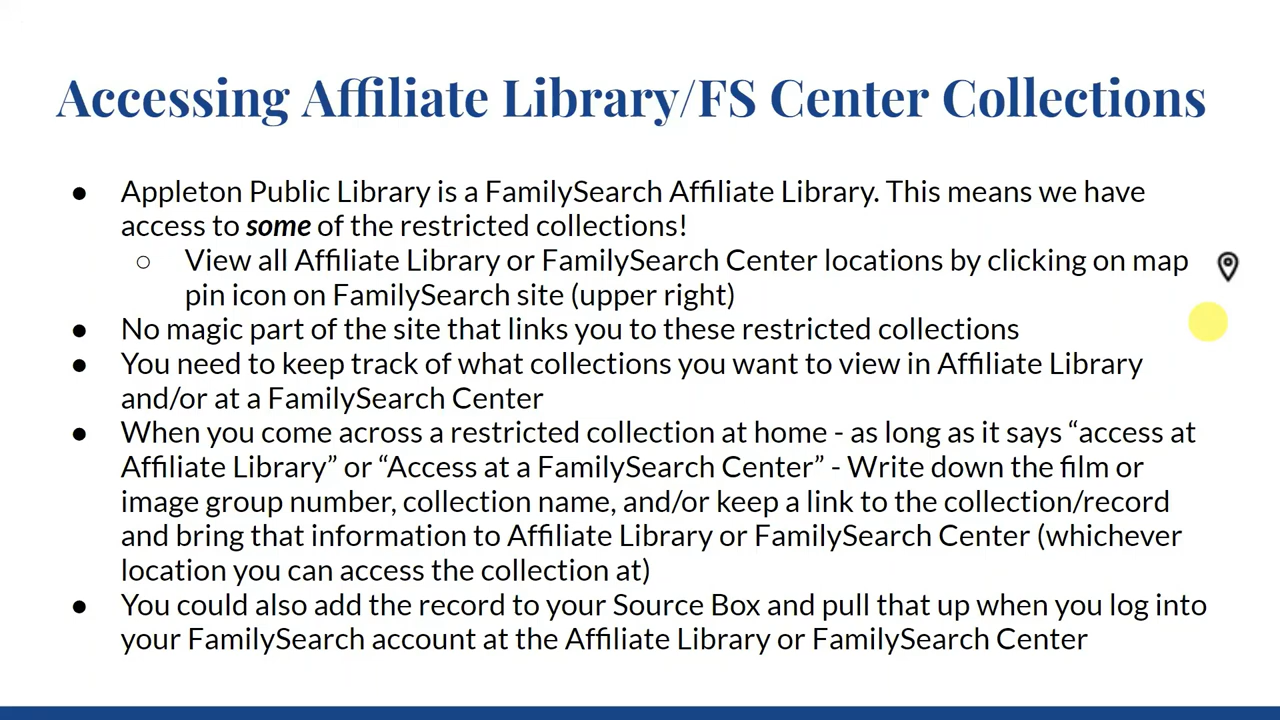 Accessing Affiliate Library/FS Center Collections
● Appleton Public Library is a FamilySearch Affiliate Library. This means we have
access to some of the restricted collections!
○ View all Affiliate Library or FamilySearch Center locations by clicking on map
pin icon on FamilySearch site (upper right)
● No magic part of the site that links you to these restricted collections
● You need to keep track of what collections you want to view in Affiliate Library
and/or at a FamilySearch Center
● When you come across a restricted collection at home - as long as it says “access at
Affiliate Library” or “Access at a FamilySearch Center” - Write down the film or
image group number, collection name, and/or keep a link to the collection/record
and bring that information to Affiliate Library or FamilySearch Center (whichever
location you can access the collection at)
● You could also add the record to your Source Box and pull that up when you log into
your FamilySearch account at the Affiliate Library or FamilySearch Center